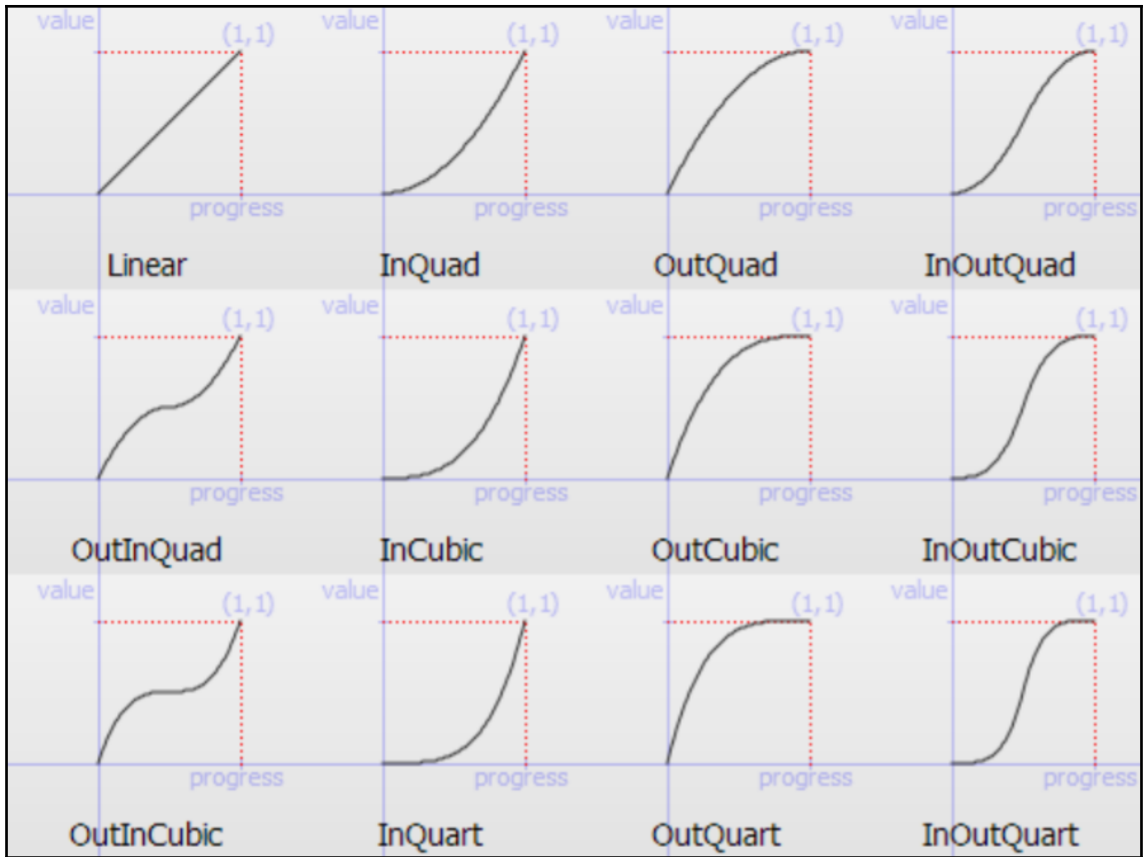 value value value value
(1,1) (1,1) (1,1) (1,1)
progress progress progress progress
Linear InQuad OutQuad InOutQuad
value value value value
(1,1) (1,1) (1,1) (1,1)
progress progress progress progress
OutInQuad InCubic OutCubic InOutCubic
value value value value
(1,1) (1,1) (1,1) (1,1)
progress progress progress progress
OutInCubic InQuart OutQuart InOutQuart